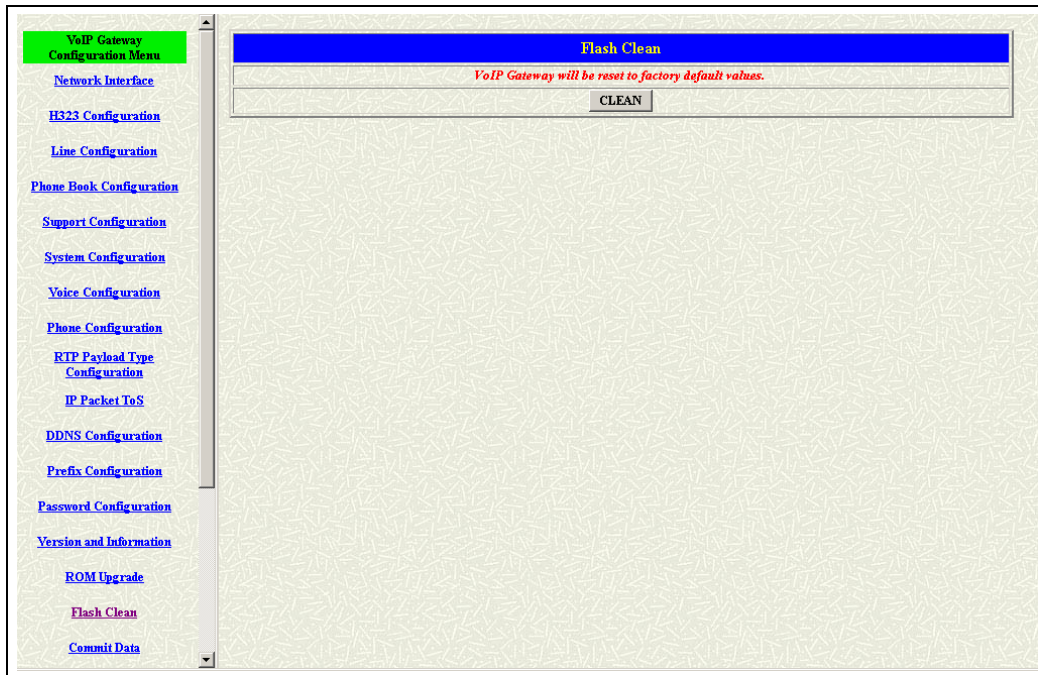 VoIP Gateway
Configuration Menu
Network Interface
H323 Configuration
Line Configuration
Phone Book Configuration
Support Configuration
System Configuration
Voice Configuration
Phone Configuration
RTP Payload Type
Configuration
IP Packet ToS
DDNS Configuration
Prefix Configuration
Password Configuration
Version and Information
ROM Upgrade
Flash Clean
Commit Data
Flash Clean
VoIP Gateway will be reset to factory default values.
CLEAN